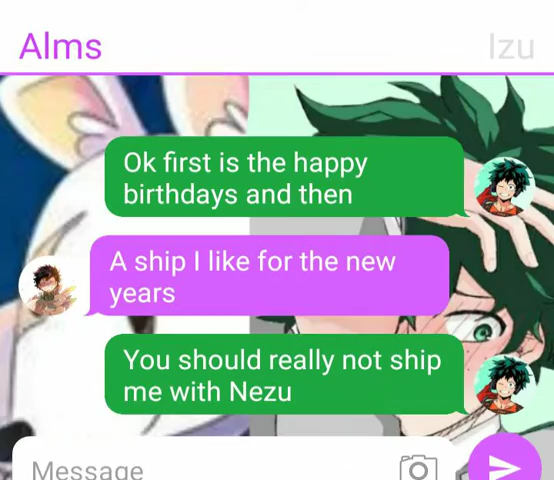 Alms
Izu
Ok first is the happy
birthdays and then
A ship I like for the new
years
You should really not ship
me with Nezu
Message